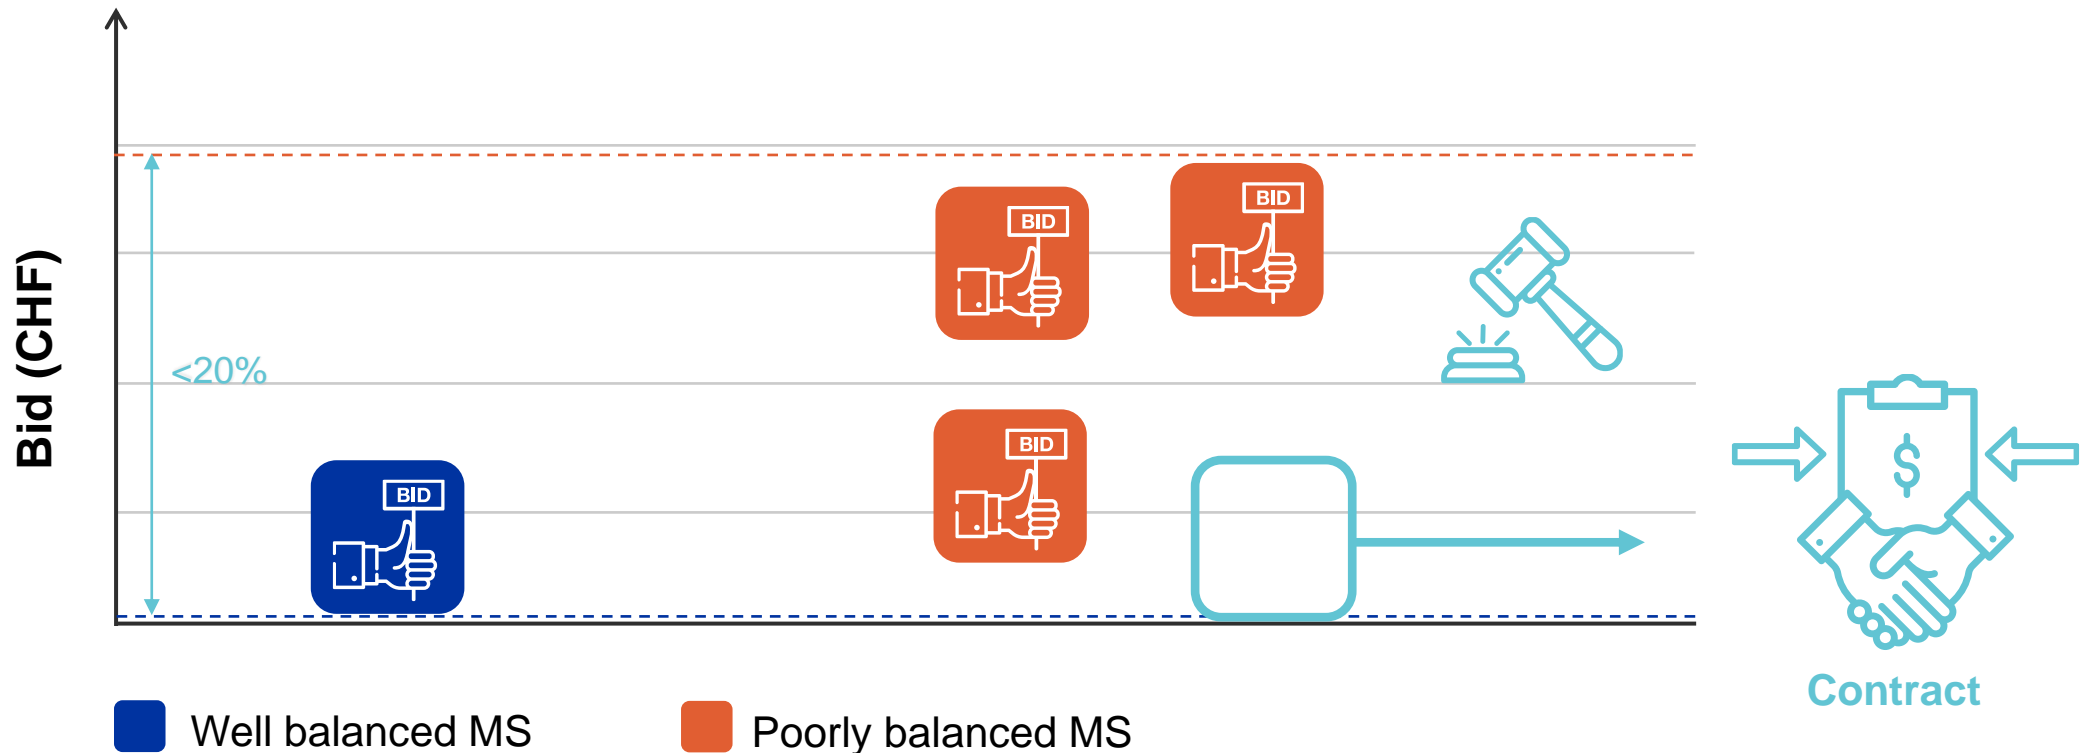 BID
BID
Bid (CHF)
<20%
BID
BID
$
Contract
Well balanced MS
Poorly balanced MS